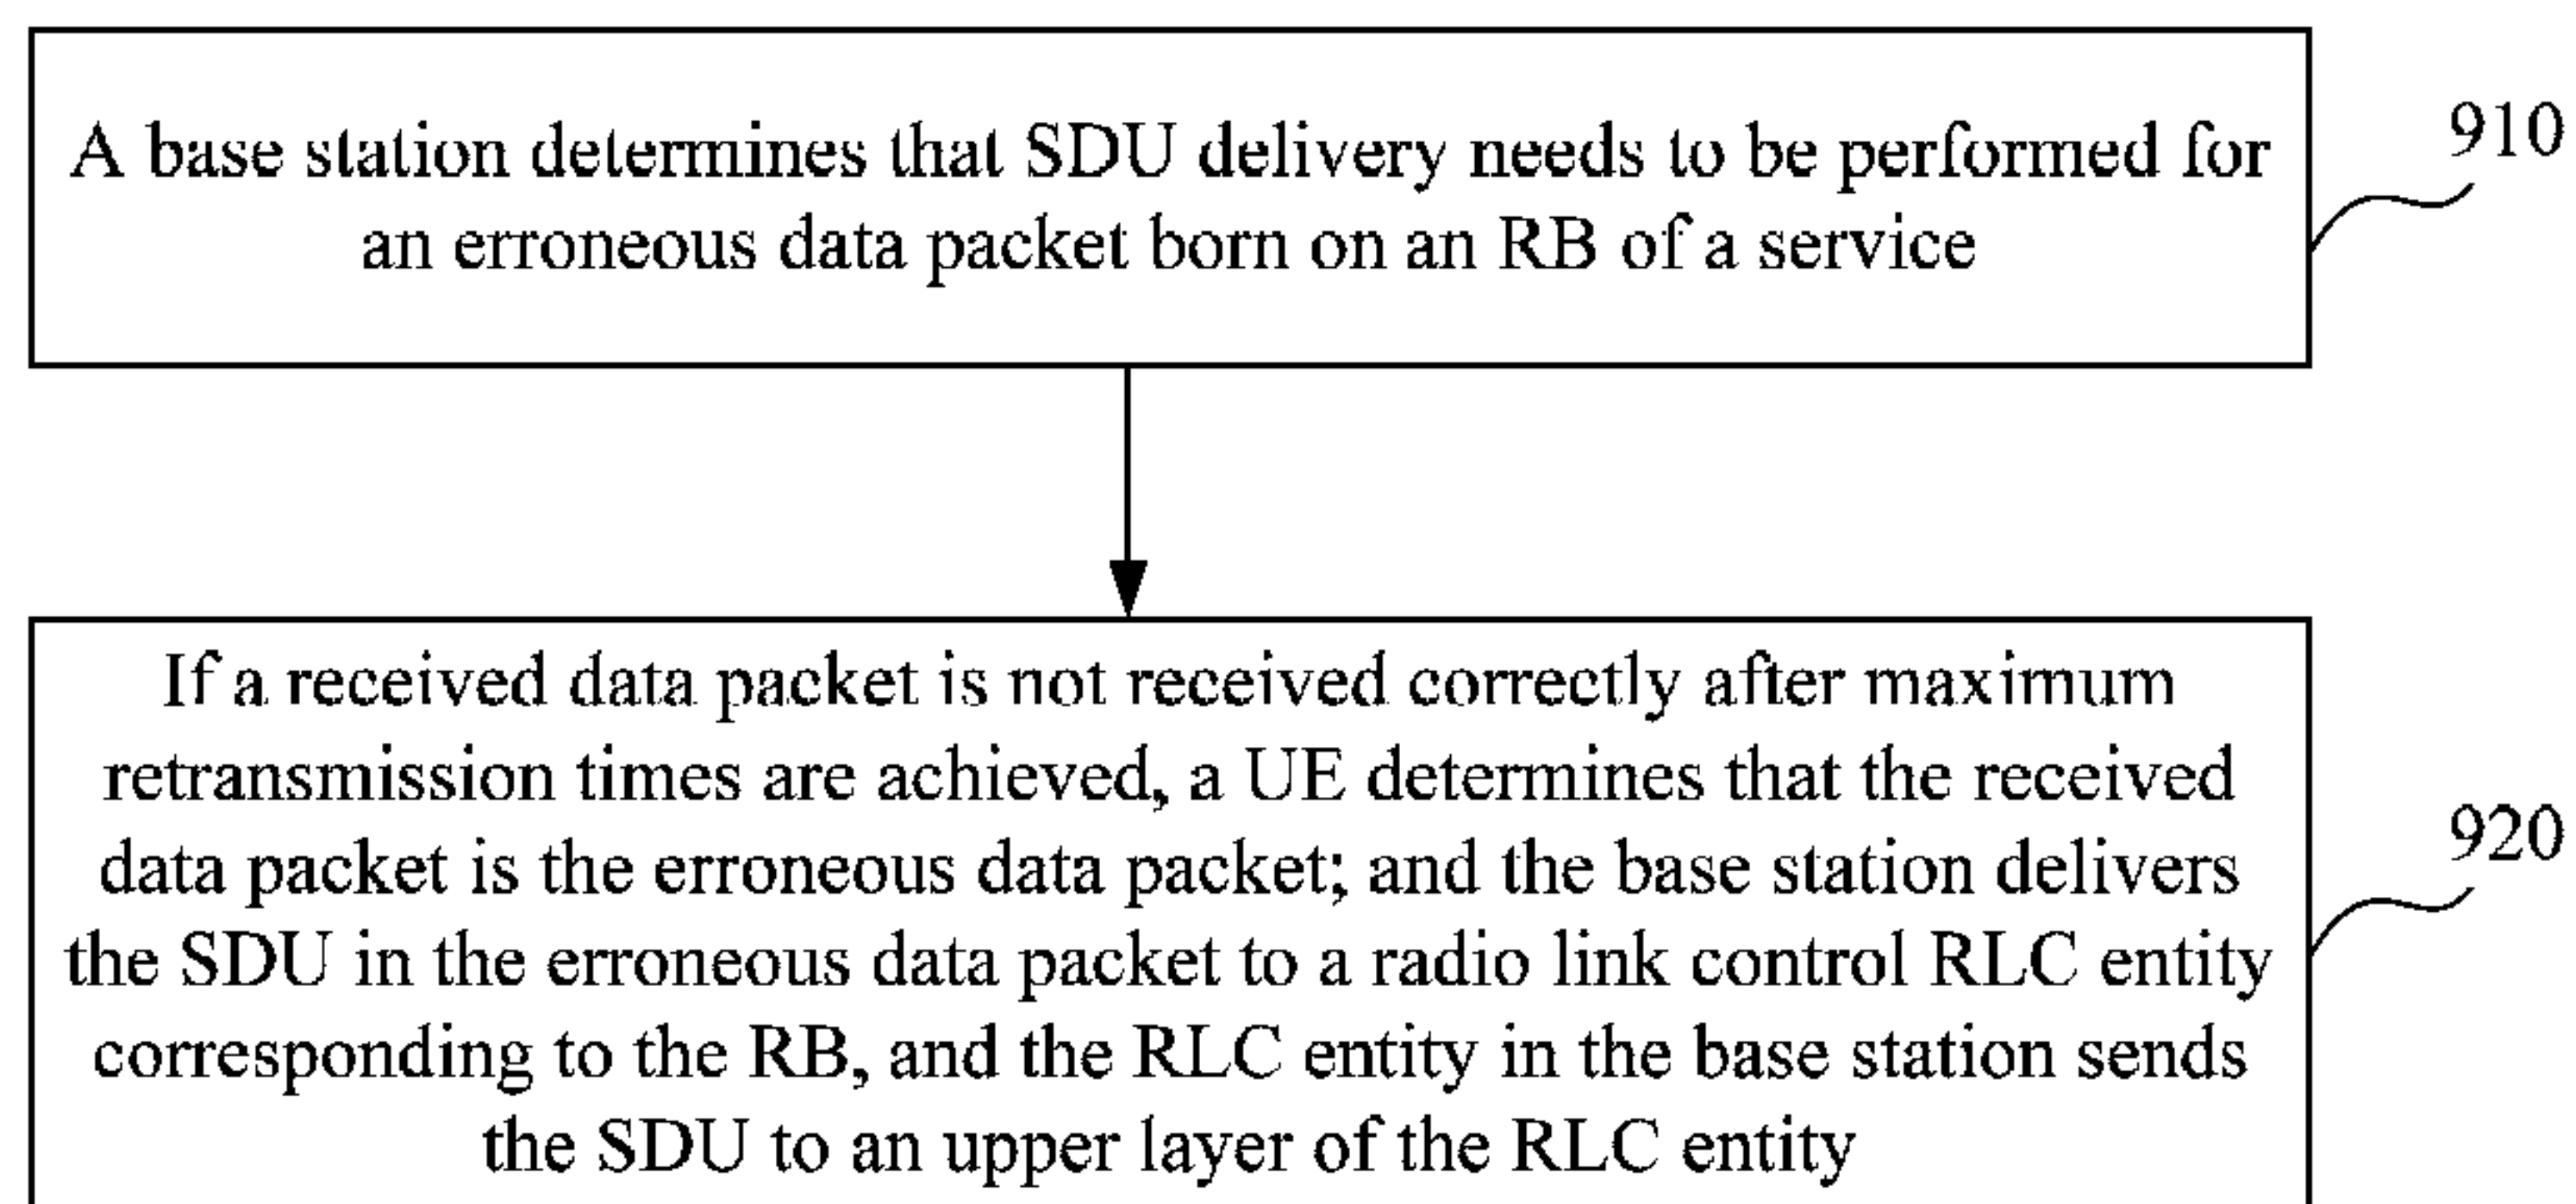 A base station determines that SDU delivery needs to be performed for
an erroneous data packet born on an RB of a service
910
If a received data packet is not received correctly after maximum
retransmission times are achieved, a UE determines that the received
data packet is the erroneous data packet; and the base station delivers
the SDU in the erroneous data packet to a radio link control RLC entity
corresponding to the RB, and the RLC entity in the base station sends
the SDU to an upper layer of the RLC entity
920